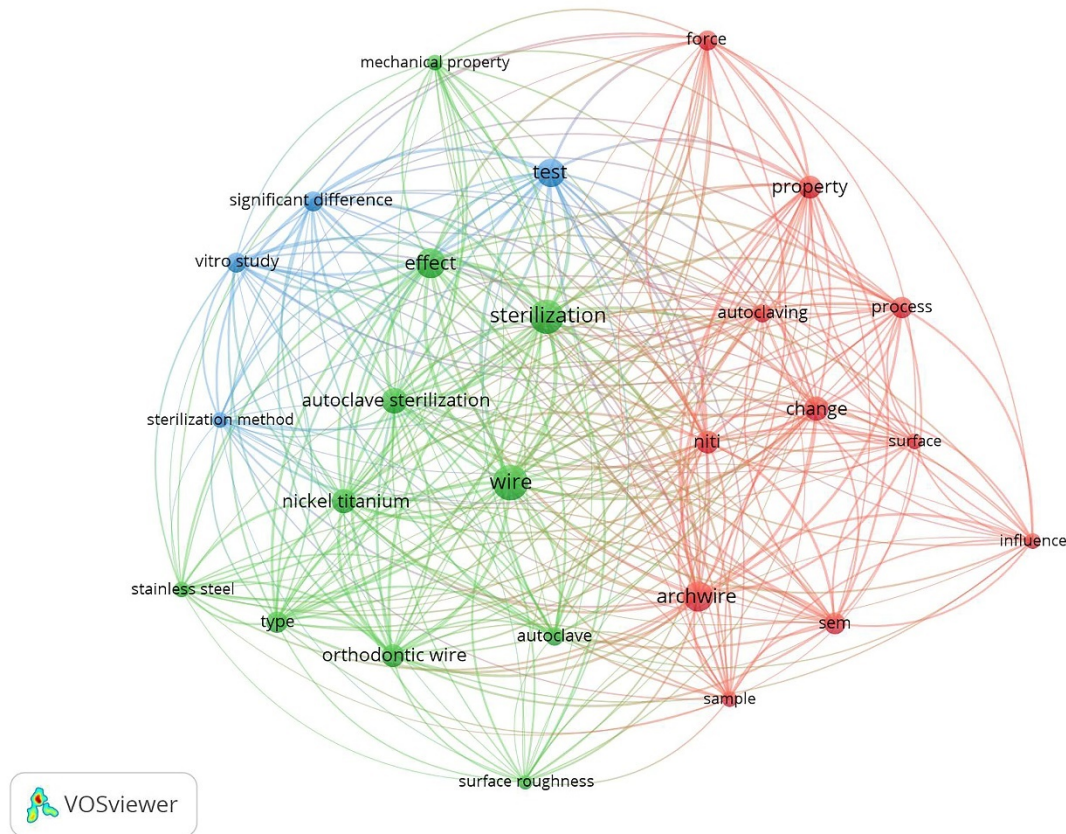 force
mechanical property
test
property
significant difference
vitro study
effect
sterilization
autoclaving
process
autoclave sterilization
change
sterilization method
niti
surface
wire
nickel titanium
influence
stainless steel
archwire
type
sem
autoclave
orthodontic wire
sample
surface roughness
VOSviewer